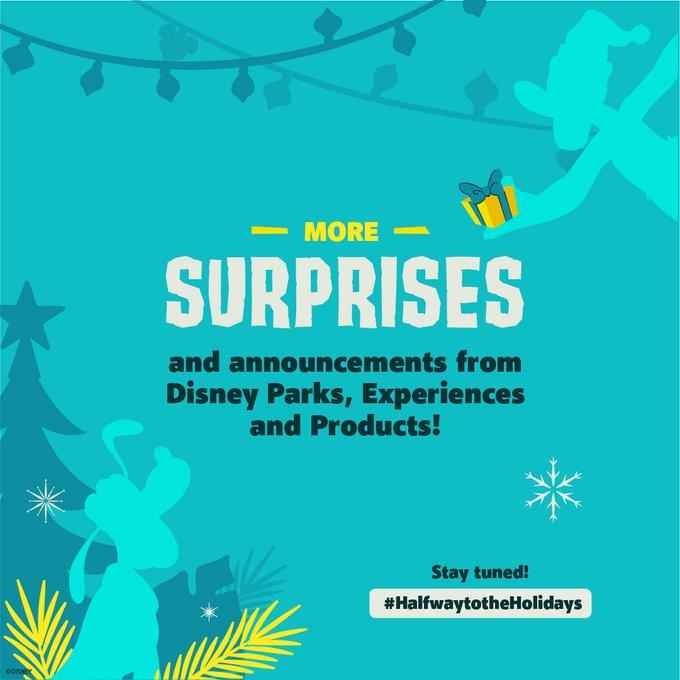 MORE
SURPRISES
and announcements from
Disney Parks, Experiences
and Products!
Stay tuned!
#HalfwaytotheHolidays
©DISNEY